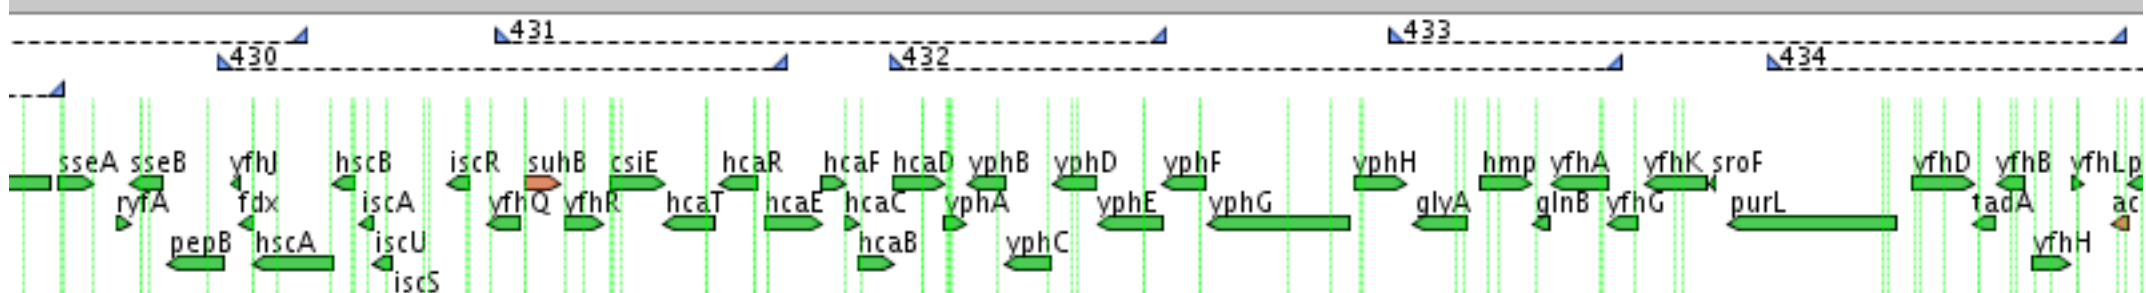 431 433
430 432 434
sseA sseB yfhJ hscB iscR suhB csiE hcaR hcaF hcaD yphB yphD yphF yphH hmp yfhA yfhK sroF yfhD yfhB yfhLp
ryfA fdx iscA yfhQ yfhR hcaT hcaE hcaC yphA yphE yphG glyA glnB yfhG purL tadA ac
pepB hscA iscU hcaB yphC yfhH
iscS